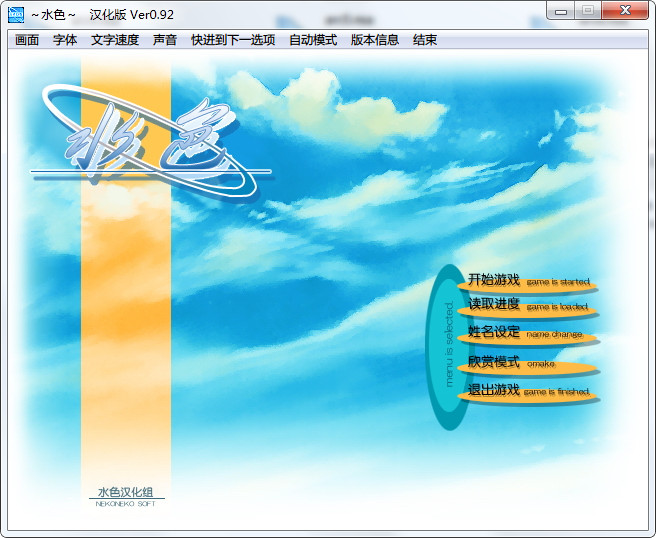 ～水色～　汉化版 Ver0.92
画面 字体 文字速度 声音 快进到下一选项 自动模式 版本信息 结束
水色
menu is selected.
开始游戏 game is started.
读取进度 game is loaded.
姓名设定 name change.
欣赏模式 omake.
退出游戏 game is finished.
水色汉化组
NEKONEKO SOFT